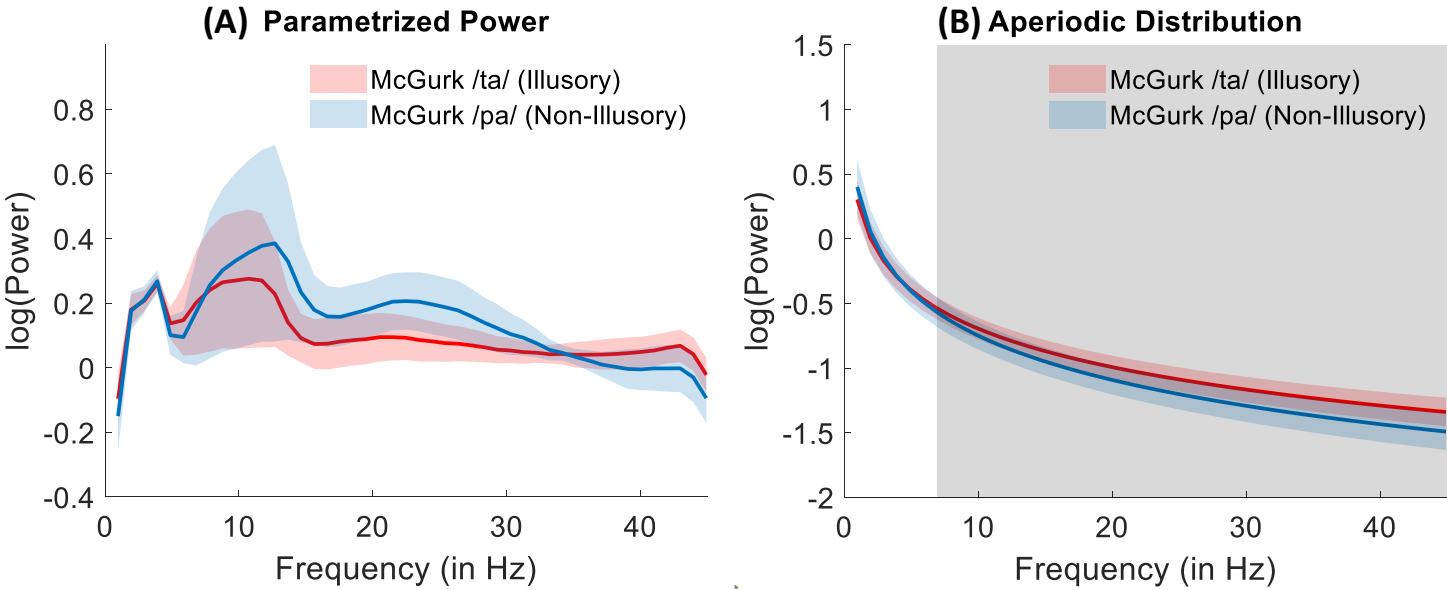 (A) Parametrized Power
McGurk /ta/ (Illusory)
McGurk /pa/ (Non-Illusory)
0.8
0.6
0.4
0.2
0
-0.2
-0.4
log(Power)
0 10 20 30 40
Frequency (in Hz)
(B) Aperiodic Distribution
McGurk /ta/ (Illusory)
McGurk /pa/ (Non-Illusory)
1.5
1
0.5
0
-0.5
-1
-1.5
-2
log(Power)
0 10 20 30 40
Frequency (in Hz)